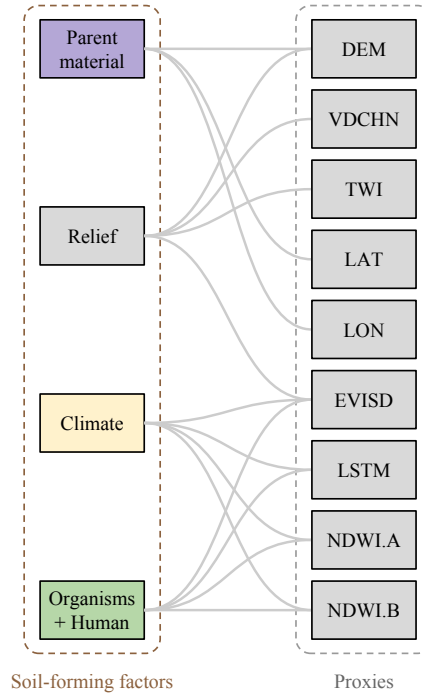 Parent
material
Relief
Climate
Organisms
+ Human
Soil-forming factors
DEM
VDCHN
TWI
LAT
LON
EVISD
LSTM
NDWI.A
NDWI.B
Proxies